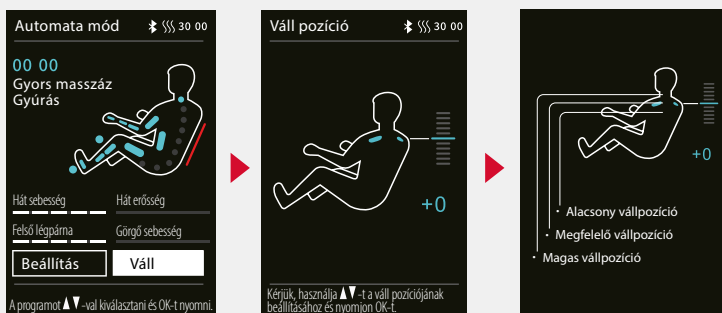 Automata mód 30 00
00 00
Gyors masszáz
Gyúrás
Hát sebesség Hát erősség
Felső légpárna Görgő sebesség
Beállítás Váll
A programot ▲▼ -val kiválasztani és OK-t nyomni.
Váll pozíció 30 00
+0
Kérjük, használja ▲▼ -t a váll pozíciójának
beállításához és nyomjon OK-t.
+0
· Alacsony vállpozíció
· Megfelelő vállpozíció
· Magas vállpozíció